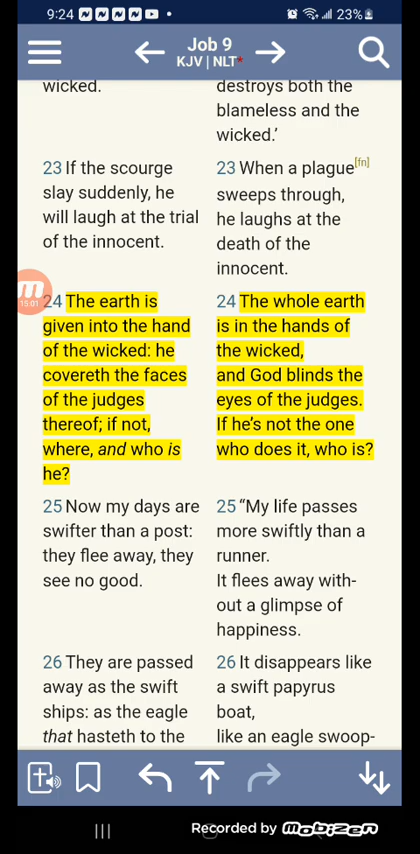 9:24 N N N N • 23%
Job 9
KJV | NLT*
wicked.
23 If the scourge
slay suddenly, he
will laugh at the trial
of the innocent.
24 The earth is
given into the hand
of the wicked: he
covereth the faces
of the judges
thereof; if not,
where, and who is
he?
25 Now my days are
swifter than a post:
they flee away, they
see no good.
26 They are passed
away as the swift
ships: as the eagle
that hasteth to the
destroys both the
blameless and the
wicked.’
23 When a plague[fn]
sweeps through,
he laughs at the
death of the
innocent.
24 The whole earth
is in the hands of
the wicked,
and God blinds the
eyes of the judges.
If he’s not the one
who does it, who is?
25 “My life passes
more swiftly than a
runner.
It flees away with-
out a glimpse of
happiness.
26 It disappears like
a swift papyrus
boat,
like an eagle swoop-
m
15:01
Recorded by mobizen